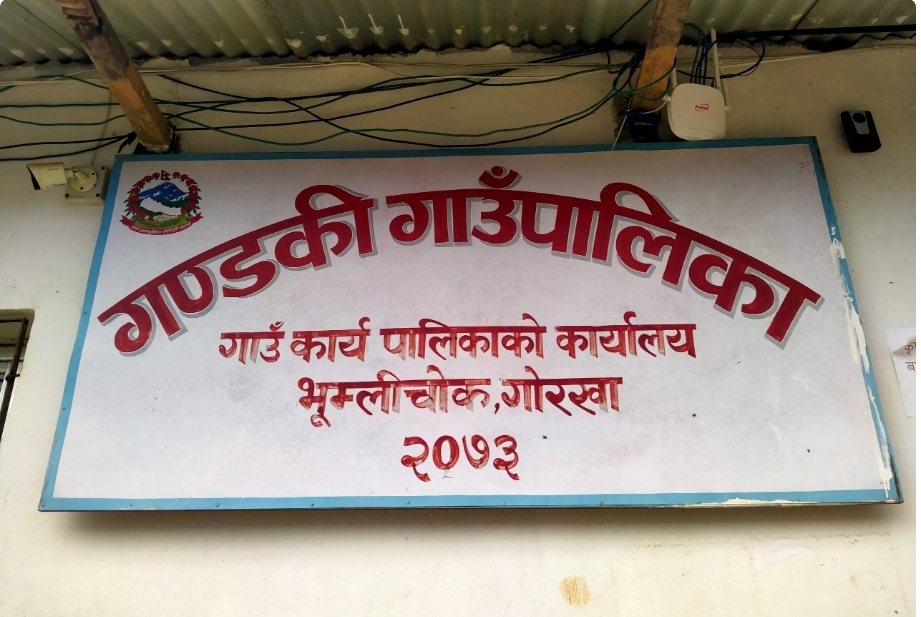 गण्डकी गाउँपालिका
गाउँ कार्य पालिकाको कार्यालय
भूम्लीचोक, गोरखा
२०७३